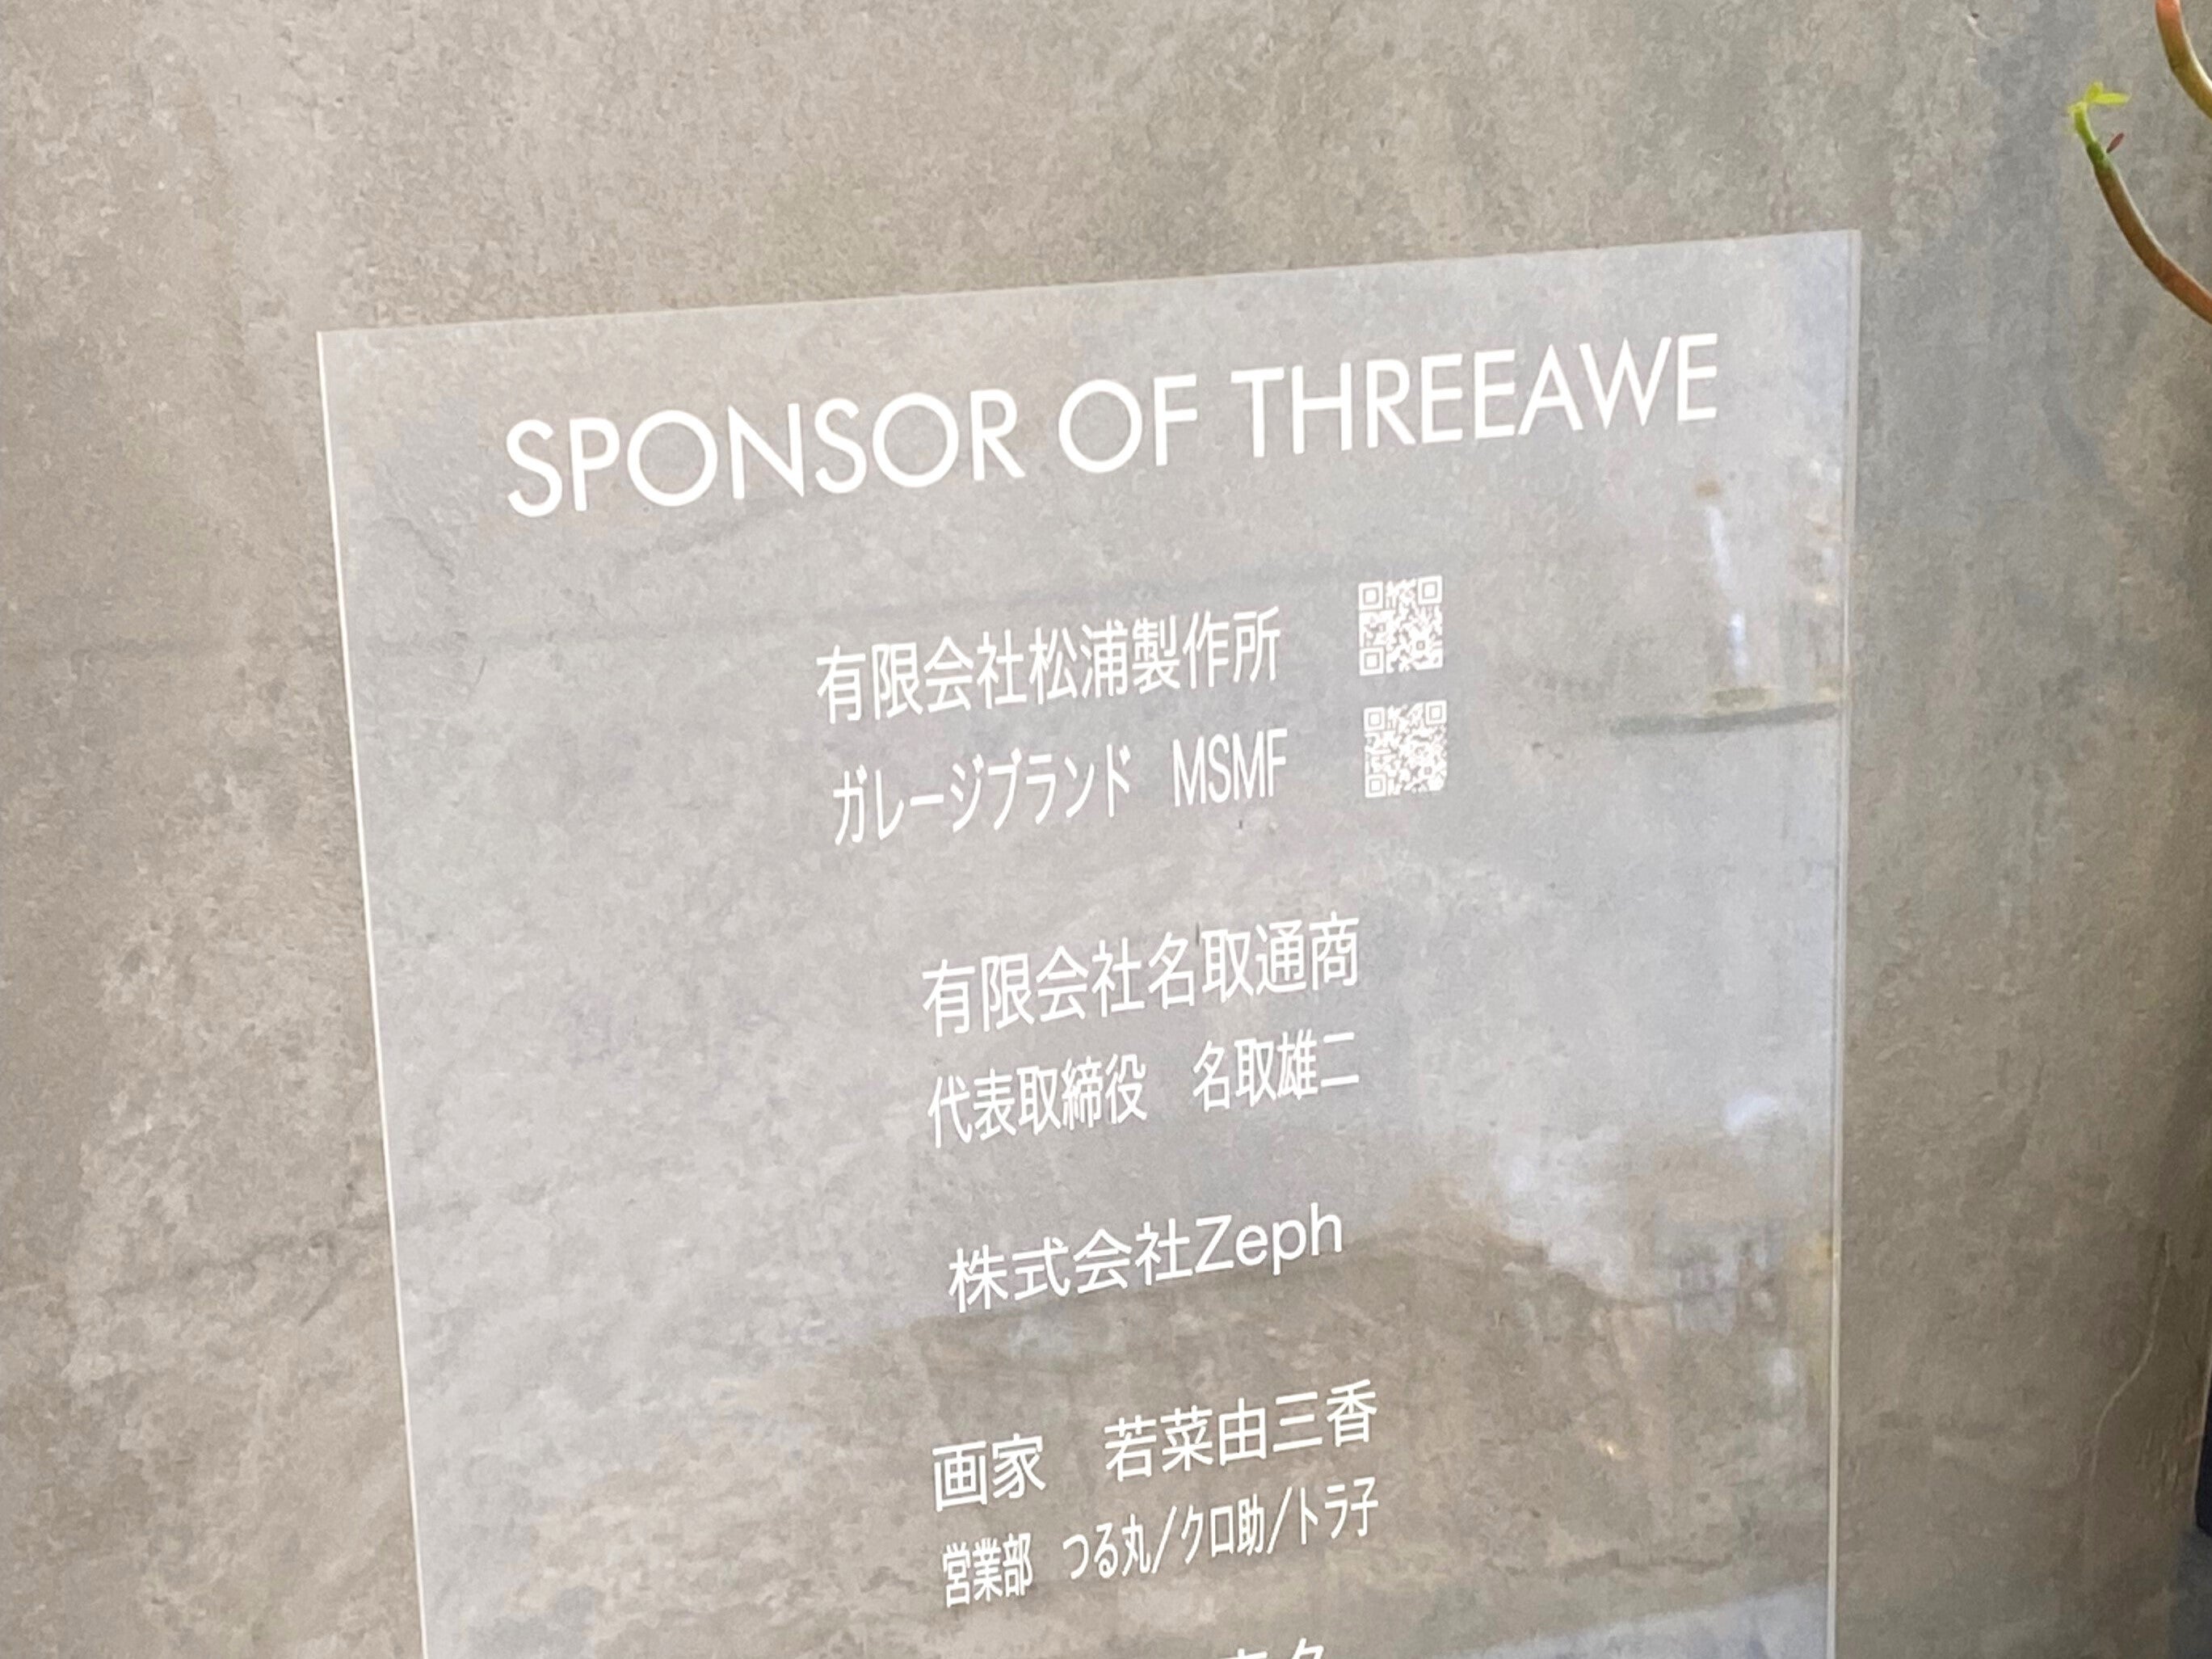 SPONSOR OF THREEAWE
有限会社松浦製作所
ガレージブランド　MSMF
有限会社名取通商
代表取締役　名取雄二
株式会社Zeph
画家　若菜由三香
営業部　つる丸／クロ助／トラ子